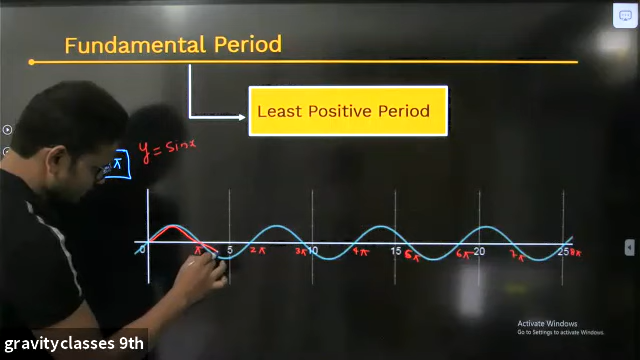 Fundamental Period
Least Positive Period
y = sinx
π
0 π 5 2π 3π 10 4π 15 5π 6π 20 7π 25 8π
Activate Windows
Go to Settings to activate Windows.
gravityclasses 9th